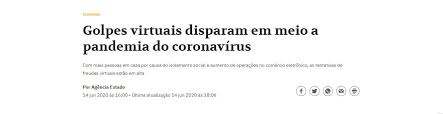 ECONOMIA
Golpes virtuais disparam em meio a
pandemia do coronavírus
Com mais pessoas em casa por causa do isolamento social e aumento de operações no comércio eletrônico, as tentativas de
fraudes virtuais estão em alta
Por Agência Estado
14 jun 2020 às 16:00 • Última atualização 14 jun 2020 às 18:06